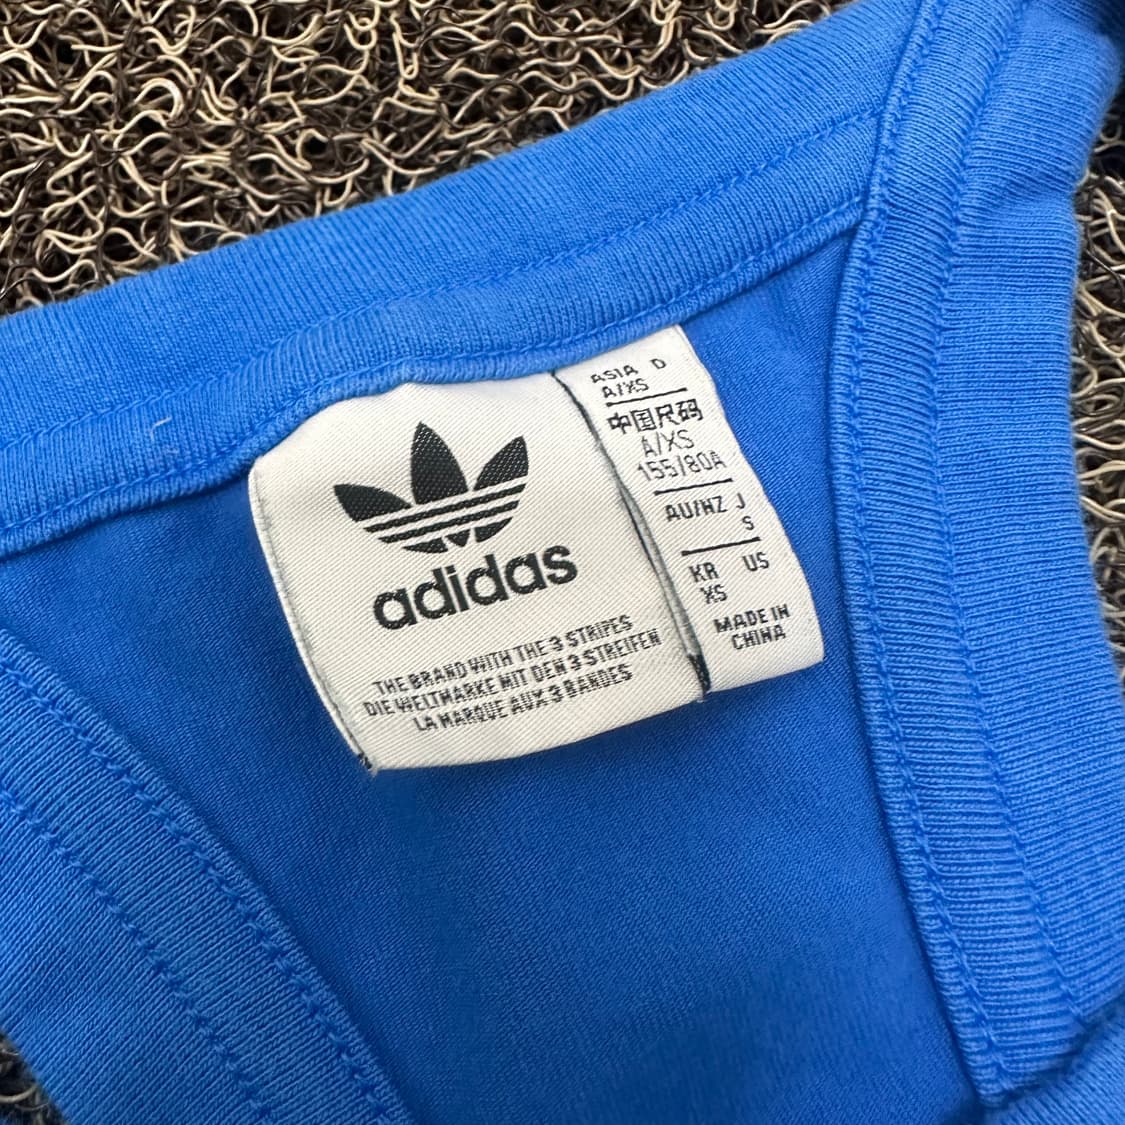 adidas
THE BRAND WITH THE 3 STRIPES
DIE WELTMARKE MIT DEN 3 STREIFEN
LA MARQUE AUX 3 BANDES
ASIA D
A/XS
中国尺码
A/XS
155/80A
AU/NZ J
S
KR US
XS
MADE IN
CHINA